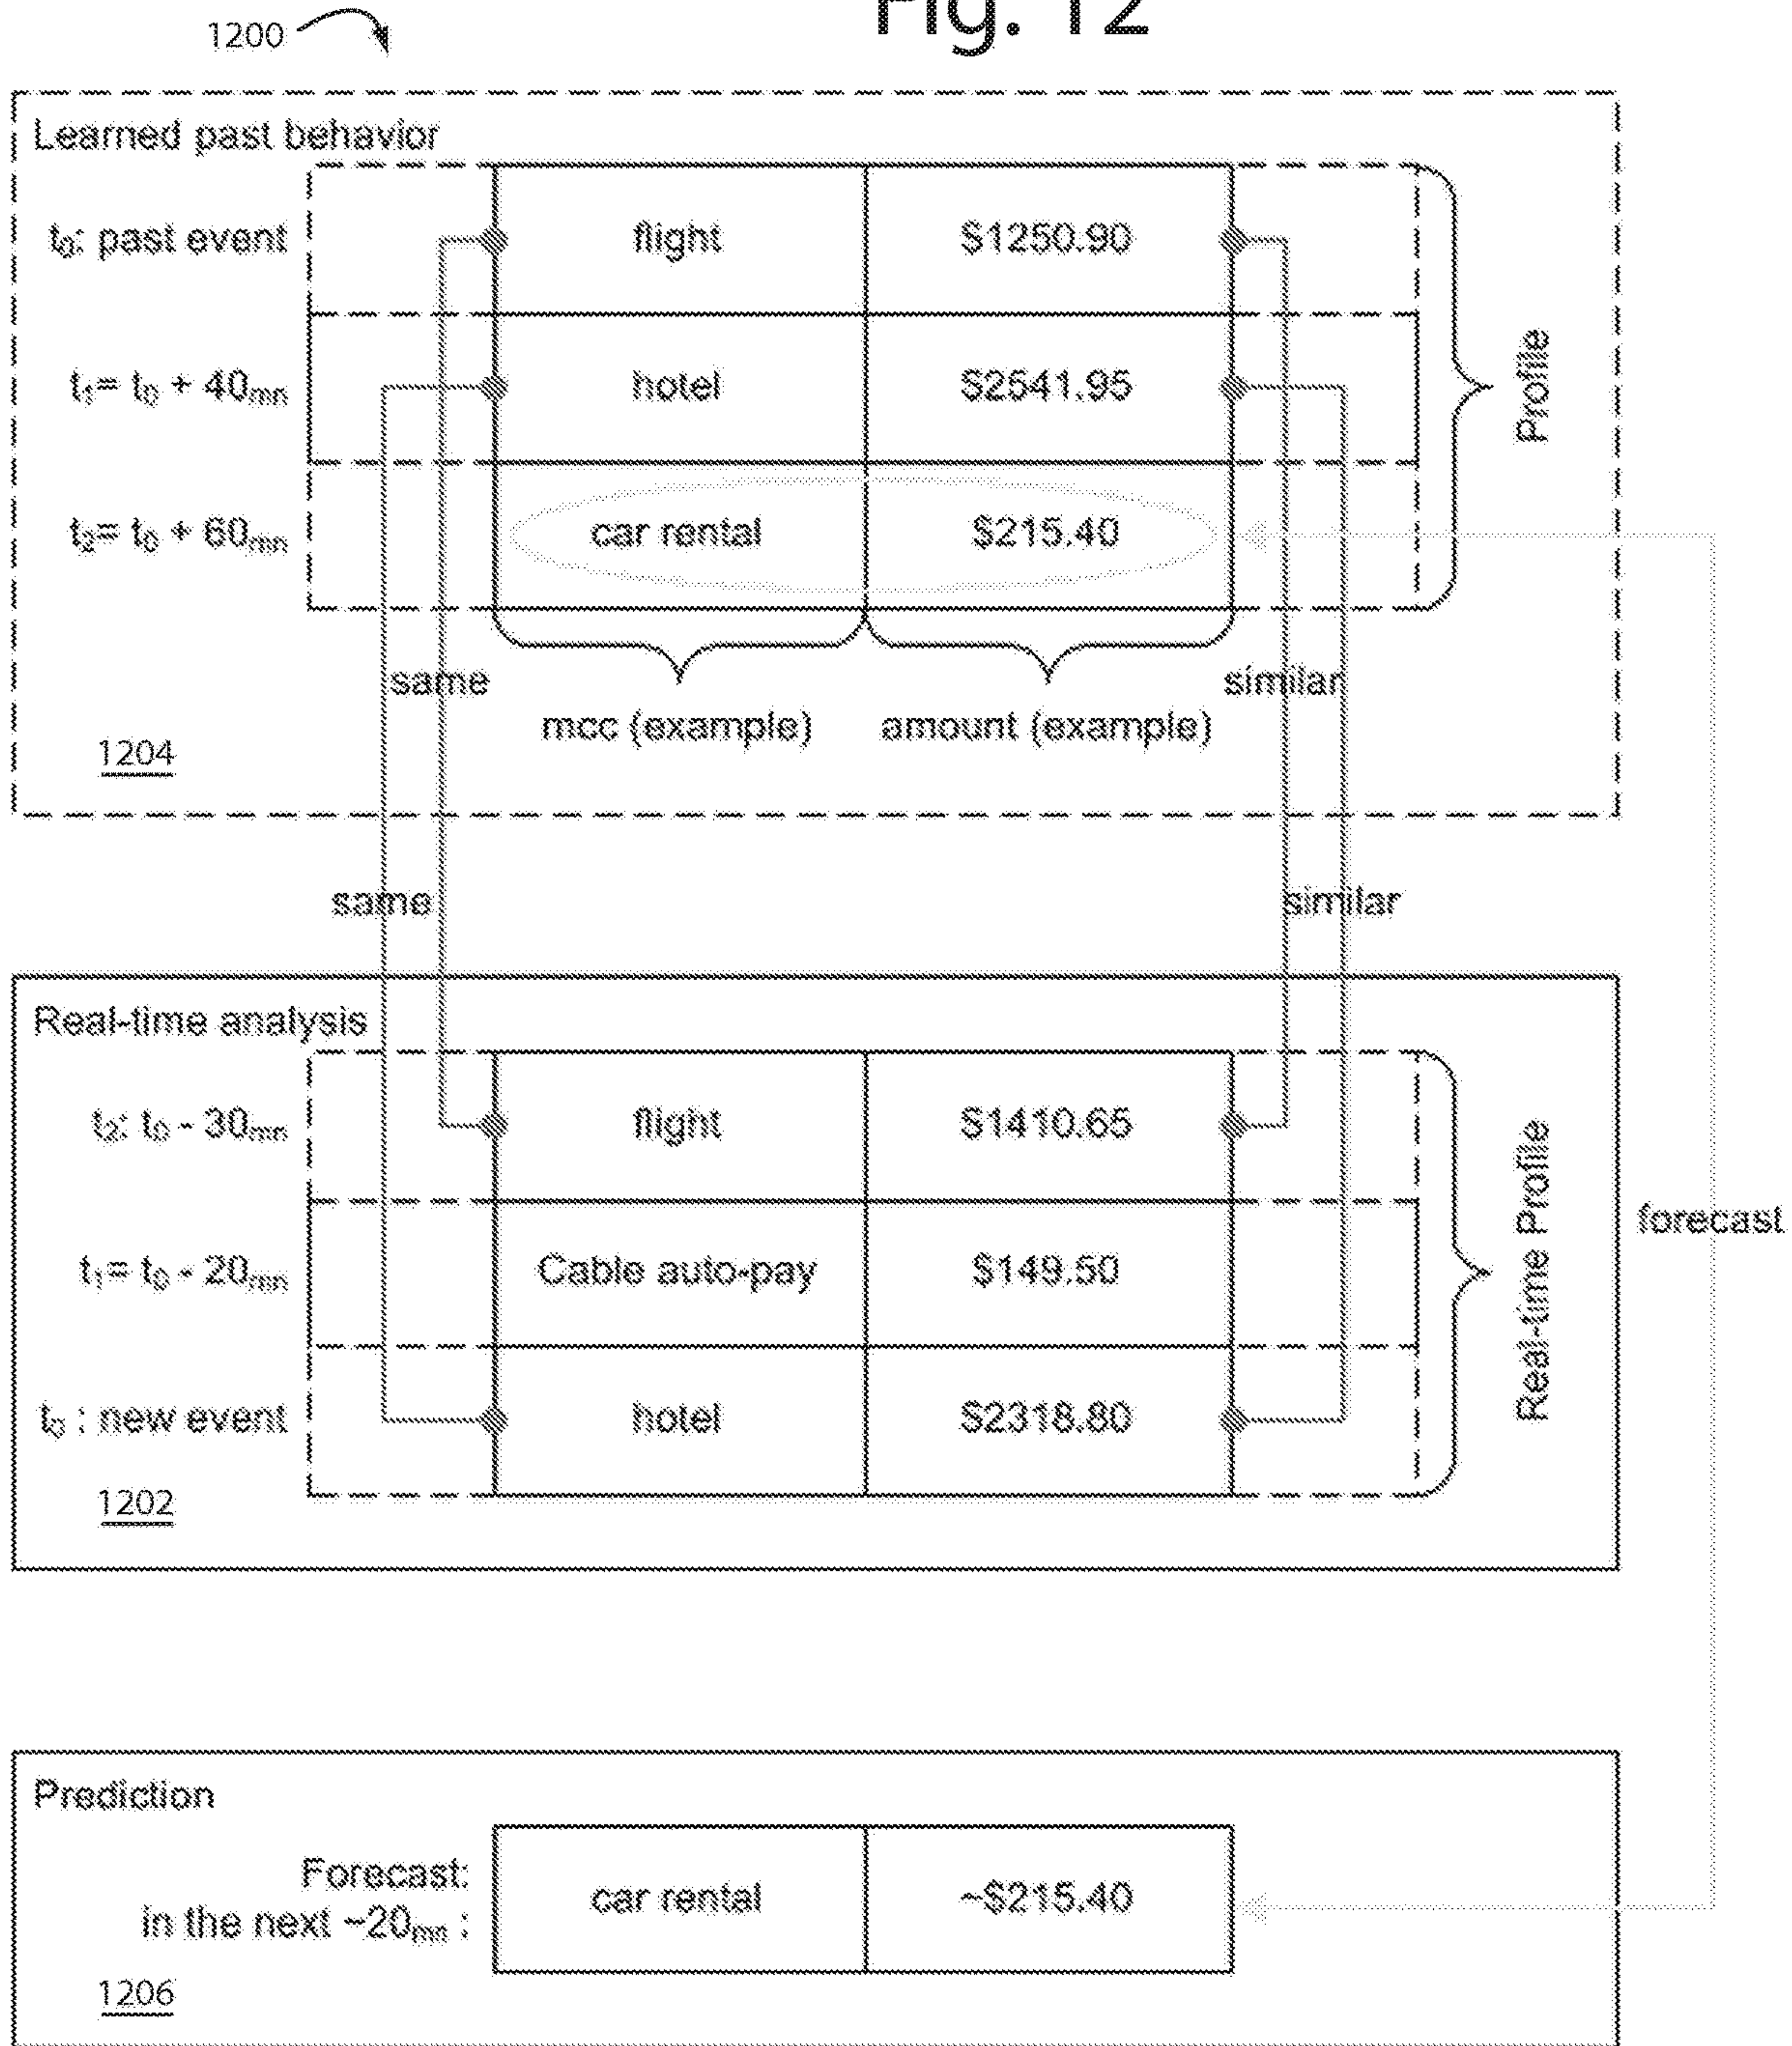 Fig. 12
1200
Learned past behavior
t0: past event flight $1250.90
t1= t0 + 40mn hotel $2541.95
t2= t0 + 60mn car rental $215.40
Profile
same similar
mcc (example) amount (example)
1204
same similar
Real-time analysis
t2: t0 - 30mn flight $1410.65
t1= t0 - 20mn Cable auto-pay $149.50
t0 : new event hotel $2318.80
Real-time Profile
forecast
1202
Prediction
Forecast:
in the next ~20mn : car rental ~$215.40
1206